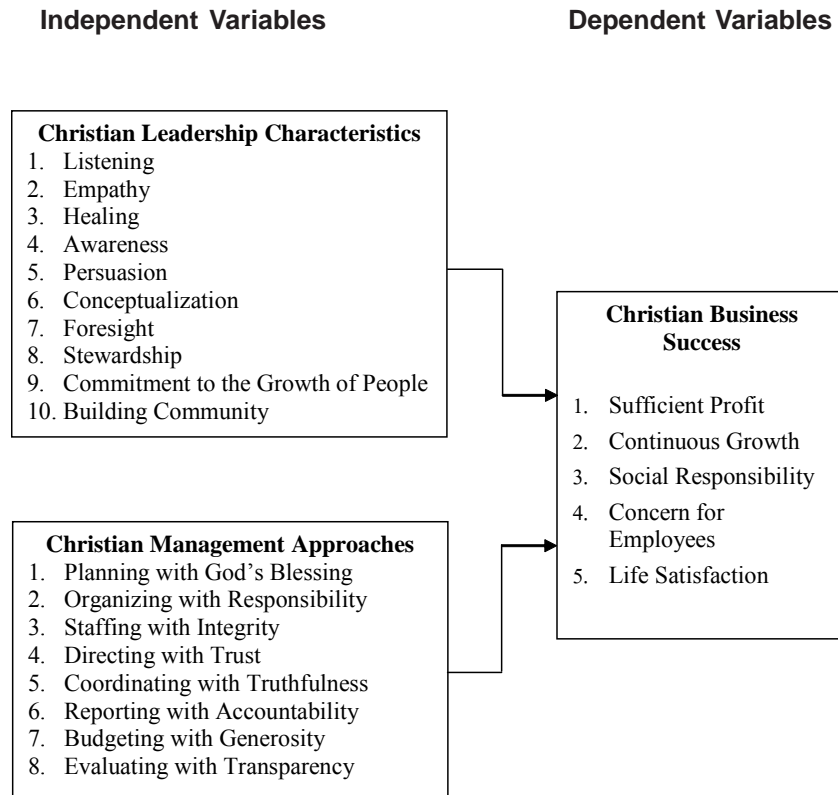 Independent Variables
Dependent Variables
Christian Leadership Characteristics
1. Listening
2. Empathy
3. Healing
4. Awareness
5. Persuasion
6. Conceptualization
7. Foresight
8. Stewardship
9. Commitment to the Growth of People
10. Building Community
Christian Management Approaches
1. Planning with God's Blessing
2. Organizing with Responsibility
3. Staffing with Integrity
4. Directing with Trust
5. Coordinating with Truthfulness
6. Reporting with Accountability
7. Budgeting with Generosity
8. Evaluating with Transparency
Christian Business
Success
1. Sufficient Profit
2. Continuous Growth
3. Social Responsibility
4. Concern for
Employees
5. Life Satisfaction